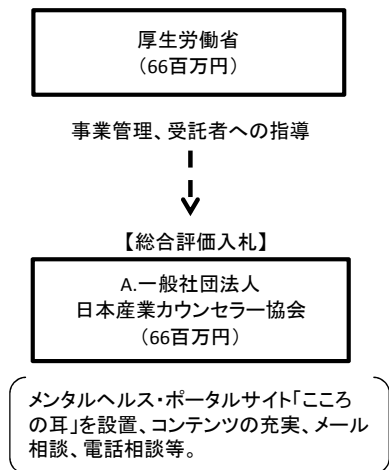 厚生労働省
（66百万円）
事業管理、受託者への指導
【総合評価入札】
A.一般社団法人
日本産業カウンセラー協会
（66百万円）
メンタルヘルス・ポータルサイト「こころ
の耳」を設置、コンテンツの充実、メール
相談、電話相談等。